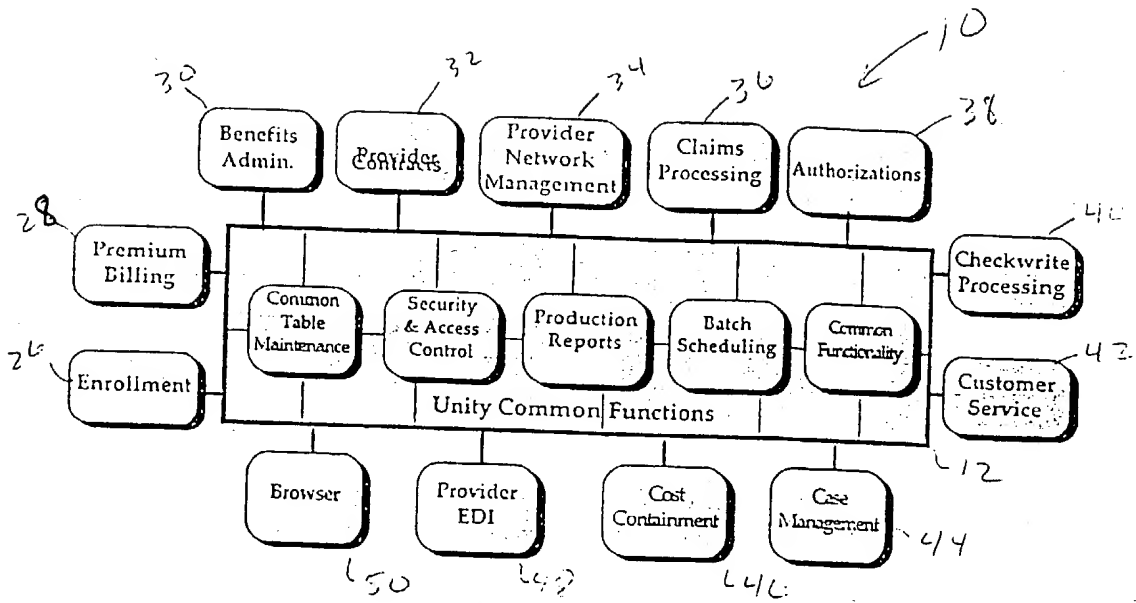 10
30
32
34
36
38
Benefits
Admin.
Provider
Contracts
Provider
Network
Management
Claims
Processing
Authorizations
28
Premium
Billing
40
Checkwrite
Processing
Common
Table
Maintenance
Security
& Access
Control
Production
Reports
Batch
Scheduling
Common
Functionality
26
Enrollment
42
Customer
Service
Unity Common Functions
12
Browser
Provider
EDI
Cost
Containment
Case
Management
44
50
48
46